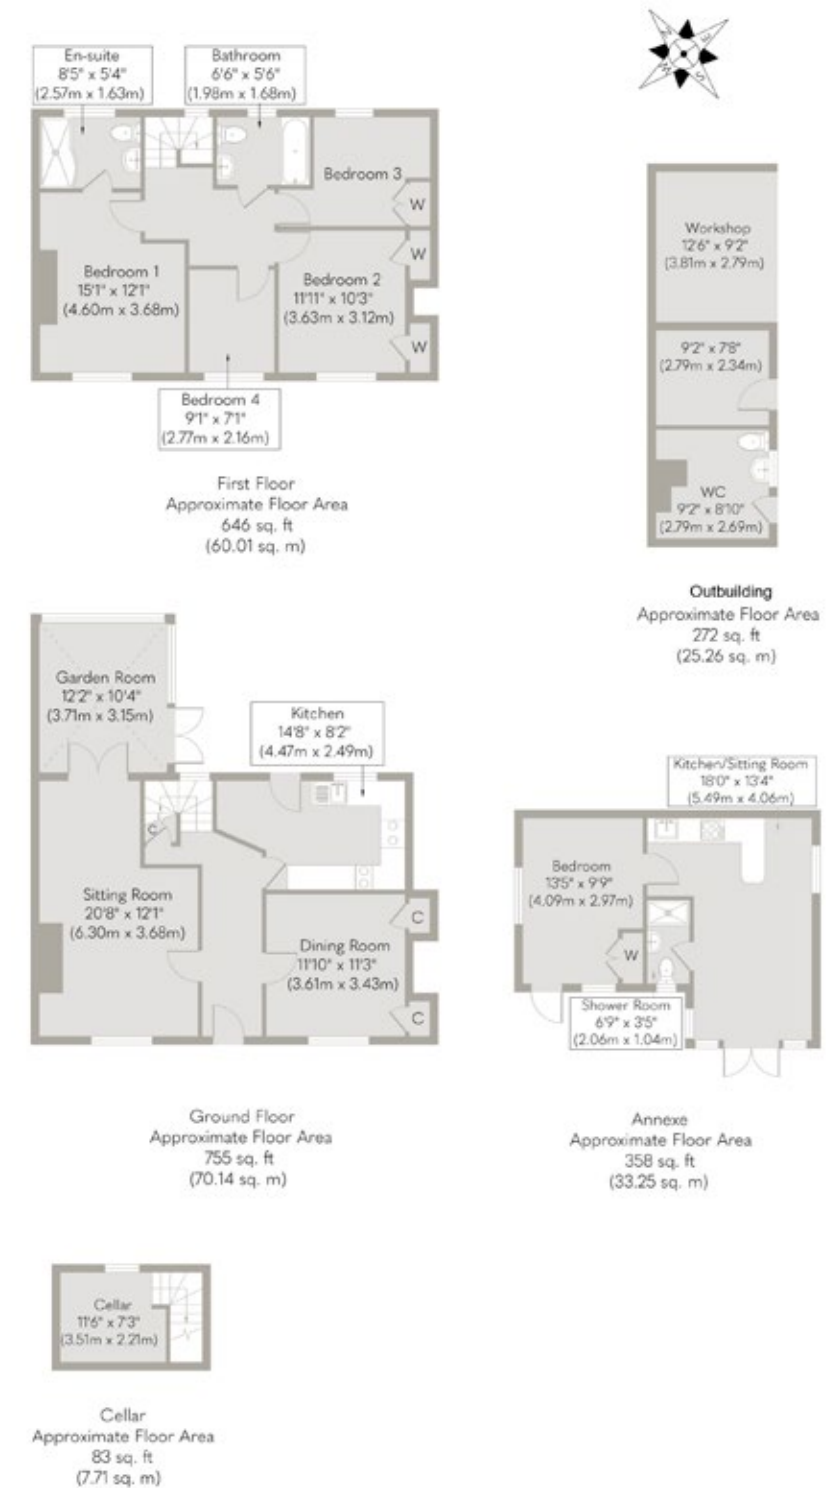 En-suite
8'5" x 5'4"
(2.57m x 1.63m)
Bathroom
6'6" x 5'6"
(1.98m x 1.68m)
Bedroom 3
W
Bedroom 1
15'1" x 12'1"
(4.60m x 3.68m)
Bedroom 2
11'11" x 10'3"
(3.63m x 3.12m)
W
W
Bedroom 4
9'1" x 7'1"
(2.77m x 2.16m)
First Floor
Approximate Floor Area
646 sq. ft
(60.01 sq. m)
N
E
S
W
Workshop
12'6" x 9'2"
(3.81m x 2.79m)
9'2" x 7'8"
(2.79m x 2.34m)
WC
9'2" x 8'10"
(2.79m x 2.69m)
Outbuilding
Approximate Floor Area
272 sq. ft
(25.26 sq. m)
Garden Room
12'2" x 10'4"
(3.71m x 3.15m)
Kitchen
14'8" x 8'2"
(4.47m x 2.49m)
C
Sitting Room
20'8" x 12'1"
(6.30m x 3.68m)
Dining Room
11'10" x 11'3"
(3.61m x 3.43m)
C
C
Ground Floor
Approximate Floor Area
755 sq. ft
(70.14 sq. m)
Kitchen/Sitting Room
18'0" x 13'4"
(5.49m x 4.06m)
Bedroom
13'5" x 9'9"
(4.09m x 2.97m)
W
Shower Room
6'9" x 3'5"
(2.06m x 1.04m)
Annexe
Approximate Floor Area
358 sq. ft
(33.25 sq. m)
Cellar
11'6" x 7'3"
(3.51m x 2.21m)
Cellar
Approximate Floor Area
83 sq. ft
(7.71 sq. m)